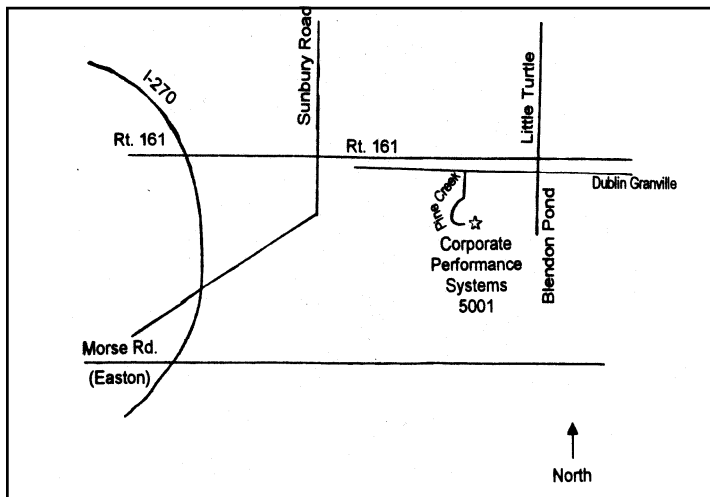 I-270
Sunbury Road
Little Turtle
Rt. 161
Rt. 161
Dublin Granville
Pine Creek
Blendon Pond
Corporate
Performance
Systems
5001
Morse Rd.
(Easton)
North